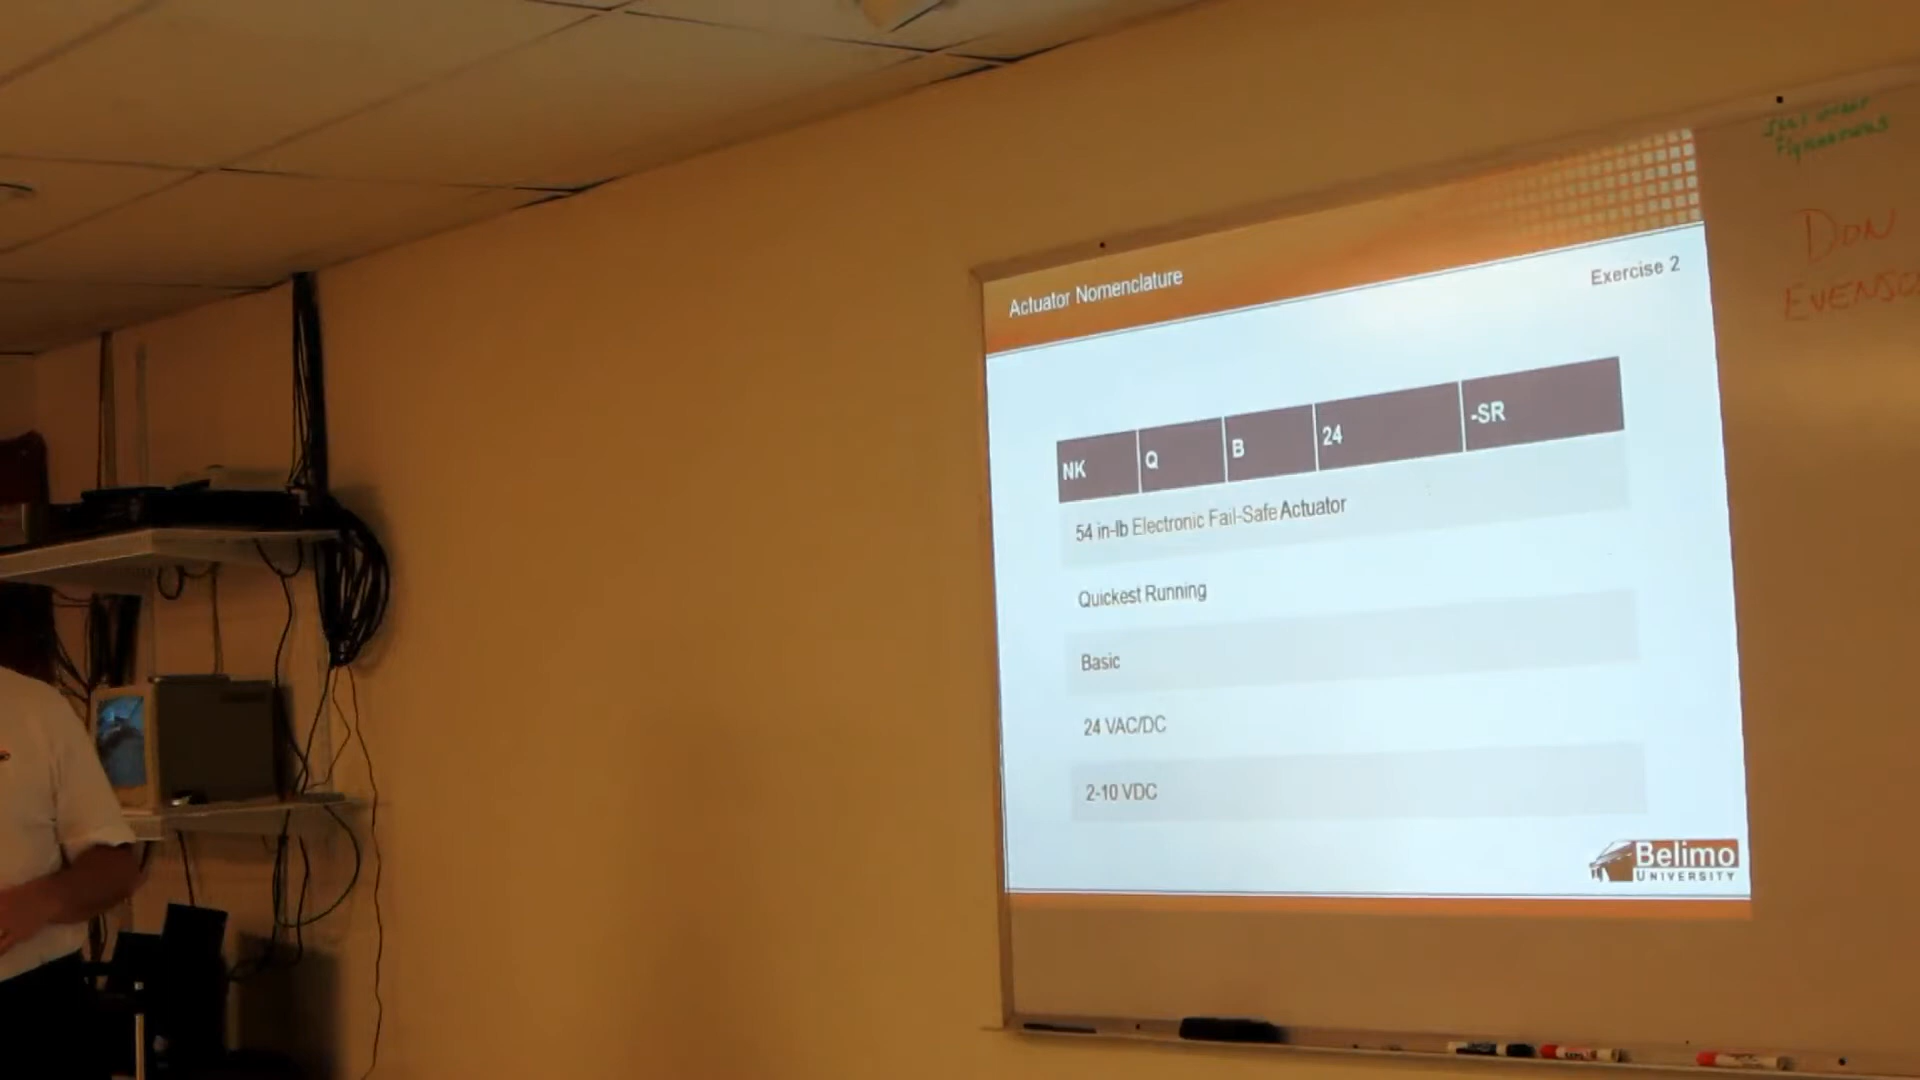 Actuator Nomenclature
Exercise 2
NK Q B 24 -SR
54 in-lb Electronic Fail-Safe Actuator
Quickest Running
Basic
24 VAC/DC
2-10 VDC
Belimo
UNIVERSITY
DON